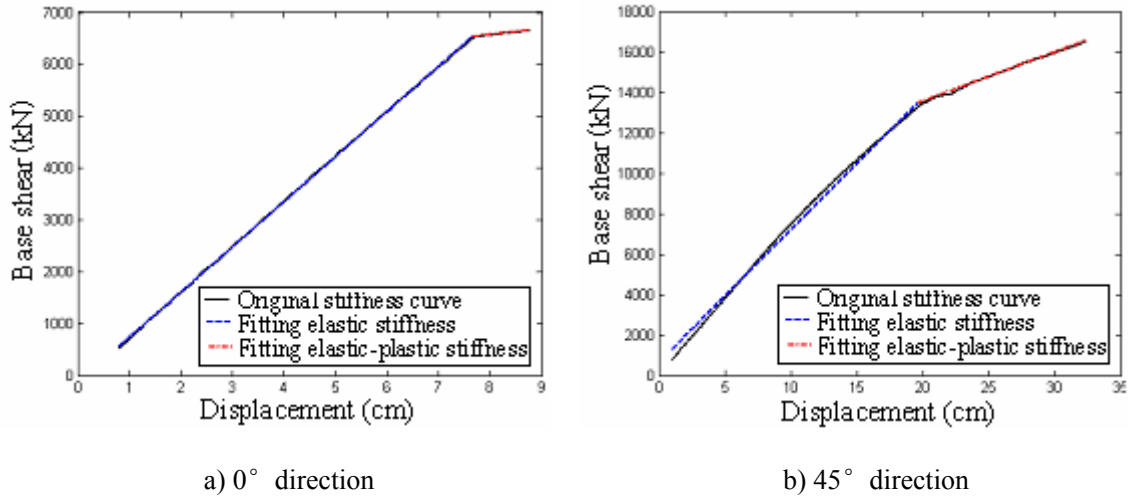 7000
6000
5000
4000
3000
2000
1000
0
Base shear (kN)
Original stiffness curve
Fitting elastic stiffness
Fitting elastic-plastic stiffness
0 1 2 3 4 5 6 7 8 9
Displacement (cm)
a) 0° direction
18000
16000
14000
12000
10000
8000
6000
4000
2000
0
Base shear (kN)
Original stiffness curve
Fitting elastic stiffness
Fitting elastic-plastic stiffness
0 5 10 15 20 25 30 35
Displacement (cm)
b) 45° direction